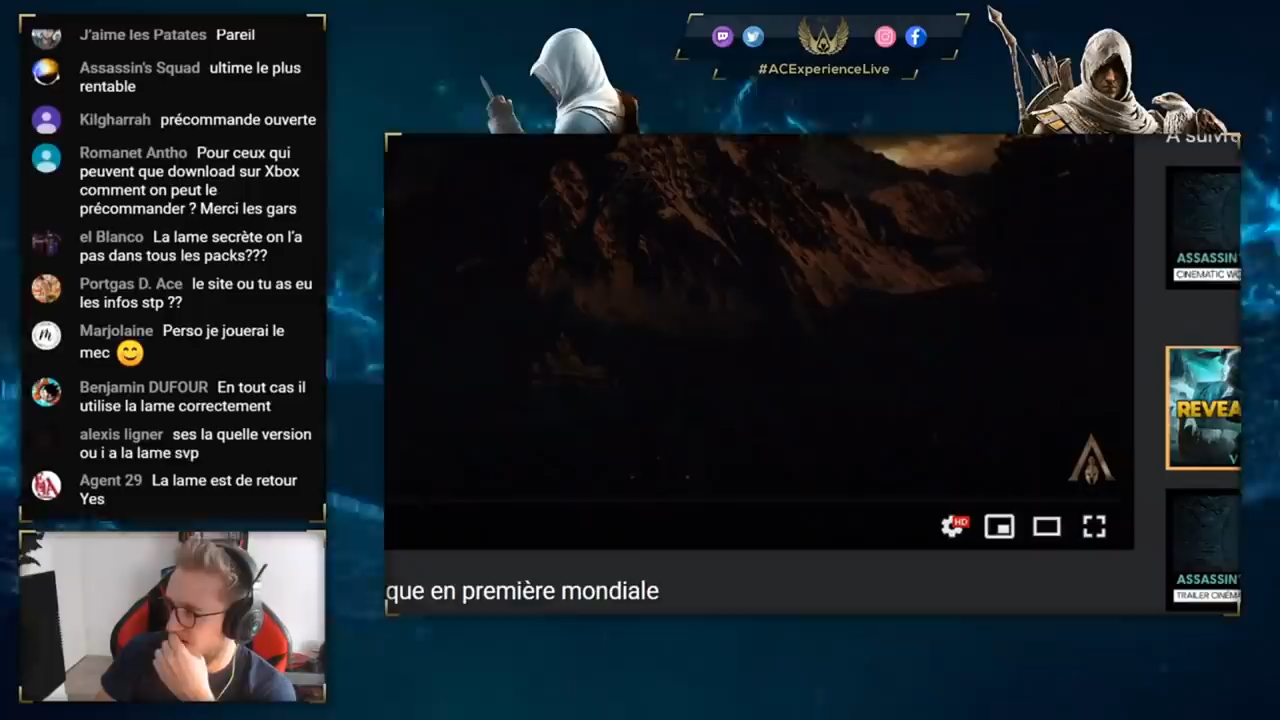 J'aime les Patates Pareil
Assassin's Squad ultime le plus
rentable
Kilgharrah précommande ouverte
Romanet Antho Pour ceux qui
peuvent que download sur Xbox
comment on peut le
précommander ? Merci les gars
el Blanco La lame secrète on l'a
pas dans tous les packs???
Portgas D. Ace le site ou tu as eu
les infos stp ??
Marjolaine Perso je jouerai le
mec
Benjamin DUFOUR En tout cas il
utilise la lame correctement
alexis ligner ses la quelle version
ou i a la lame svp
Agent 29 La lame est de retour
Yes
#ACExperienceLive
HD
que en première mondiale
ASSASSIN'
REVEA
ASSASSIN'